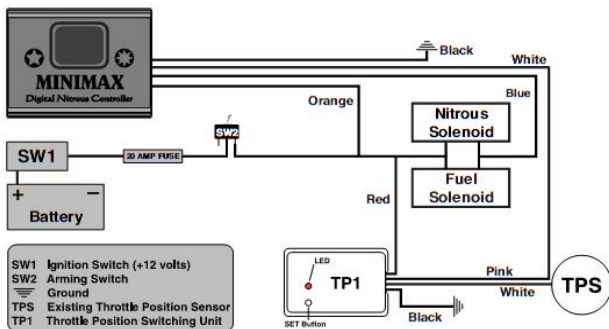 Black
White
MINIMAX
Digital Nitrous Controller
Orange
Blue
Nitrous
Solenoid
SW2
SW1
20 AMP FUSE
Fuel
Solenoid
+ −
Battery
Red
LED
TP1
Pink
White
TPS
SET Button
Black
SW1 Ignition Switch (+12 volts)
SW2 Arming Switch
Ground
TPS Existing Throttle Position Sensor
TP1 Throttle Position Switching Unit